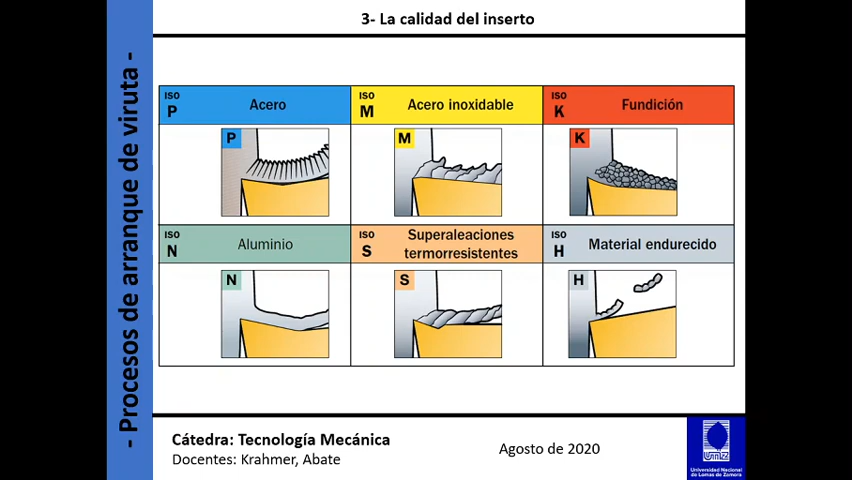 3- La calidad del inserto
- Procesos de arranque de viruta -
ISO
P
Acero
ISO
M
Acero inoxidable
ISO
K
Fundición
P
M
K
ISO
N
Aluminio
ISO
S
Superaleaciones
termorresistentes
ISO
H
Material endurecido
N
S
H
Cátedra: Tecnología Mecánica
Docentes: Krahmer, Abate
Agosto de 2020
Universidad Nacional
de Lomas de Zamora